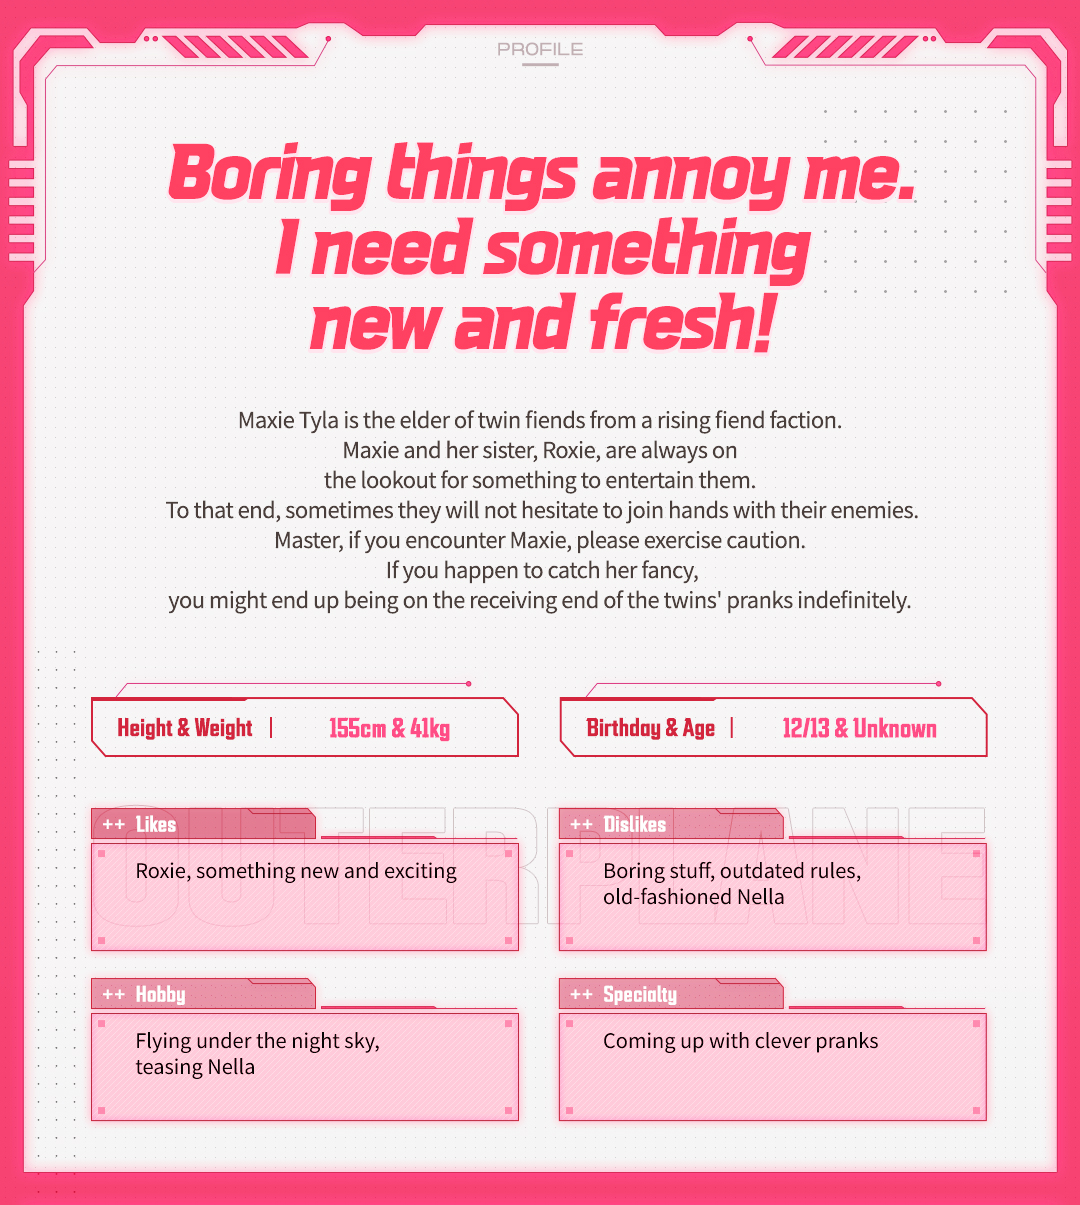 PROFILE
Boring things annoy me.
I need something
new and fresh!
Maxie Tyla is the elder of twin fiends from a rising fiend faction.
Maxie and her sister, Roxie, are always on
the lookout for something to entertain them.
To that end, sometimes they will not hesitate to join hands with their enemies.
Master, if you encounter Maxie, please exercise caution.
If you happen to catch her fancy,
you might end up being on the receiving end of the twins' pranks indefinitely.
Height & Weight | 155cm & 41kg
Birthday & Age | 12/13 & Unknown
OUTERPLANE
++ Likes
Roxie, something new and exciting
++ Dislikes
Boring stuff, outdated rules,
old-fashioned Nella
++ Hobby
Flying under the night sky,
teasing Nella
++ Specialty
Coming up with clever pranks